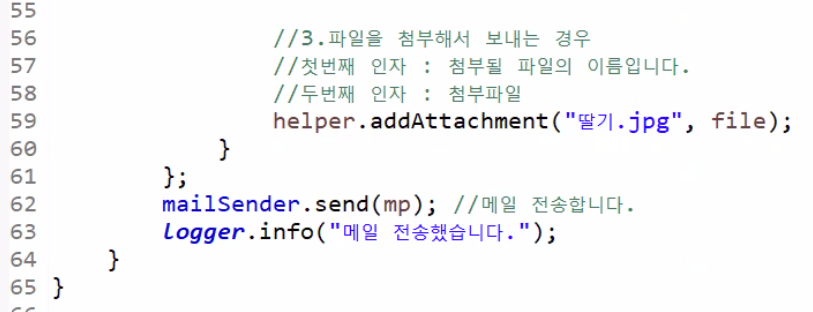 55
56 //3.파일을 첨부해서 보내는 경우
57 //첫번째 인자 : 첨부될 파일의 이름입니다.
58 //두번째 인자 : 첨부파일
59 helper.addAttachment("딸기.jpg", file);
60 }
61 };
62 mailSender.send(mp); //메일 전송합니다.
63 logger.info("메일 전송했습니다.");
64 }
65 }